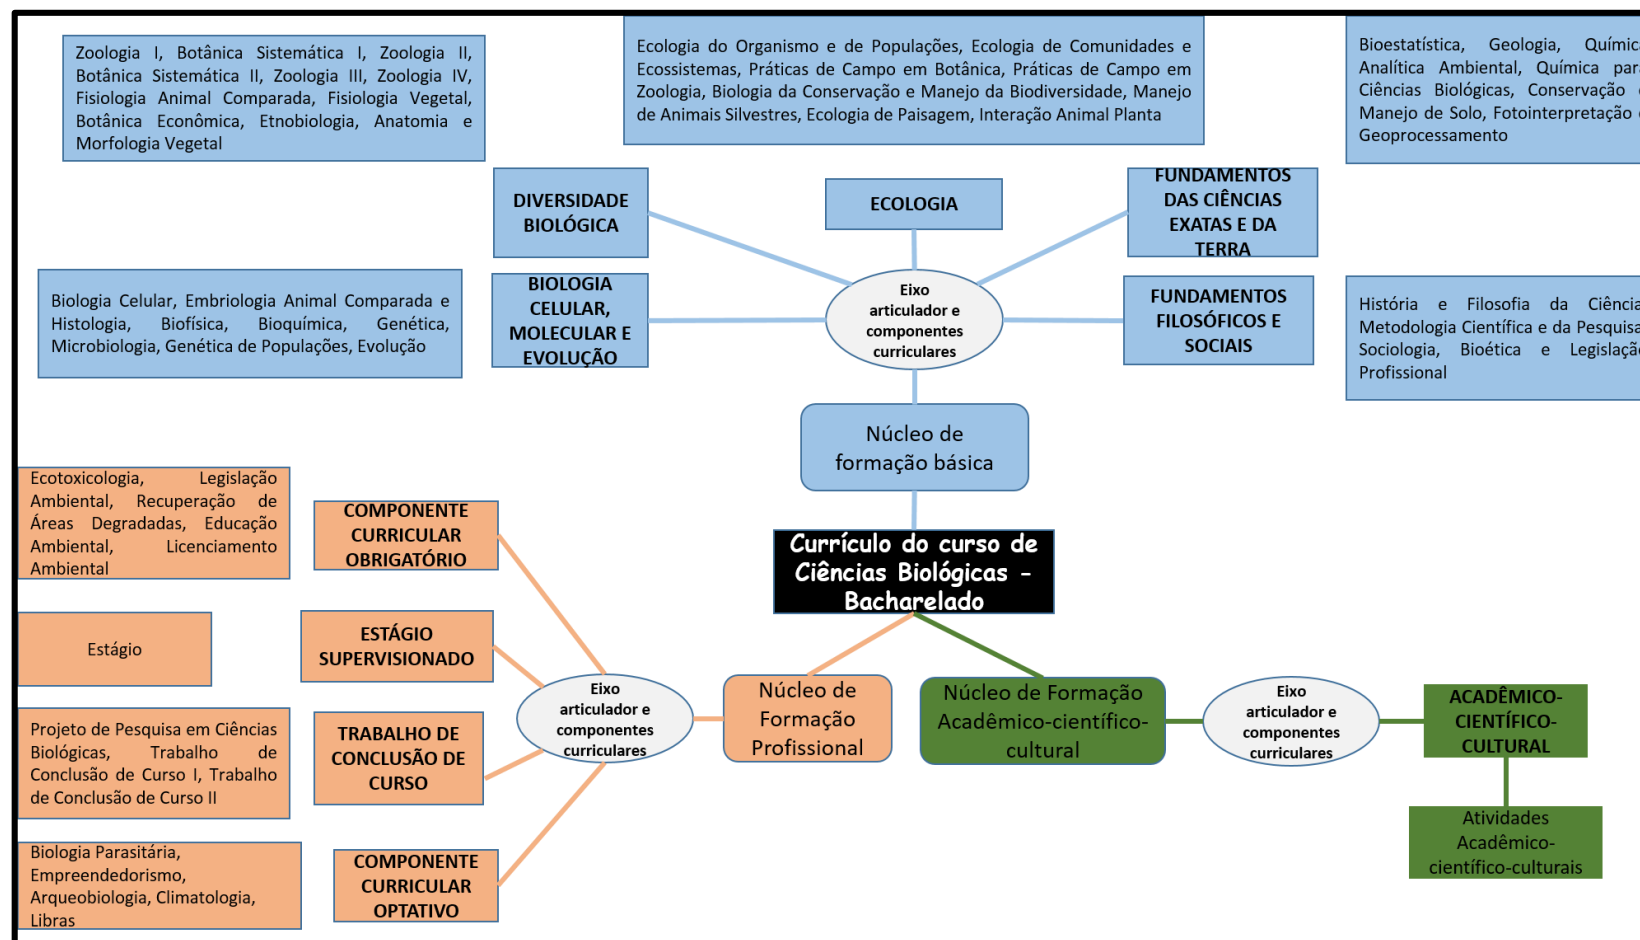 Zoologia I, Botânica Sistemática I, Zoologia II,
Botânica Sistemática II, Zoologia III, Zoologia IV,
Fisiologia Animal Comparada, Fisiologia Vegetal,
Botânica Econômica, Etnobiologia, Anatomia e
Morfologia Vegetal
Ecologia do Organismo e de Populações, Ecologia de Comunidades e
Ecossistemas, Práticas de Campo em Botânica, Práticas de Campo em
Zoologia, Biologia da Conservação e Manejo da Biodiversidade, Manejo
de Animais Silvestres, Ecologia de Paisagem, Interação Animal Planta
Bioestatística, Geologia,
Analítica Ambiental, Química
Ciências Biológicas, Conservação
Manejo de Solo, Fotointerpretação
Geoprocessamento
DIVERSIDADE
BIOLÓGICA
ECOLOGIA
FUNDAMENTOS
DAS CIÊNCIAS
EXATAS E DA
TERRA
Biologia Celular, Embriologia Animal Comparada e
Histologia, Biofísica, Bioquímica, Genética,
Microbiologia, Genética de Populações, Evolução
BIOLOGIA
CELULAR,
MOLECULAR E
EVOLUÇÃO
Eixo
articulador e
componentes
curriculares
FUNDAMENTOS
FILOSÓFICOS E
SOCIAIS
História e Filosofia da Ciência
Metodologia Científica e da Pesquisa
Sociologia, Bioética e
Profissional
Núcleo de
formação básica
Currículo do curso de
Ciências Biológicas -
Bacharelado
Ecotoxicologia, Legislação
Ambiental, Recuperação de
Áreas Degradadas, Educação
Ambiental, Licenciamento
Ambiental
COMPONENTE
CURRICULAR
OBRIGATÓRIO
Estágio
ESTÁGIO
SUPERVISIONADO
Projeto de Pesquisa em Ciências
Biológicas, Trabalho de
Conclusão de Curso I, Trabalho
de Conclusão de Curso II
TRABALHO DE
CONCLUSÃO DE
CURSO
Biologia Parasitária,
Empreendedorismo,
Arqueobiologia, Climatologia,
Libras
COMPONENTE
CURRICULAR
OPTATIVO
Eixo
articulador e
componentes
curriculares
Núcleo de
Formação
Profissional
Núcleo de Formação
Acadêmico-científico-
cultural
Eixo
articulador e
componentes
curriculares
ACADÊMICO-
CIENTÍFICO-
CULTURAL
Atividades
Acadêmico-
científico-culturais